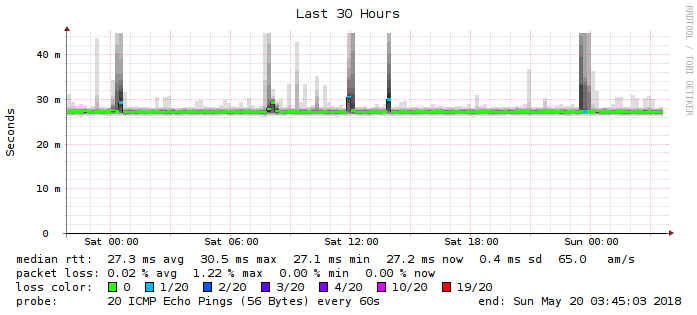 Last 30 Hours
RRDTOOL / TOBI OETIKER
Seconds
40 m
30 m
20 m
10 m
0
Sat 00:00 Sat 06:00 Sat 12:00 Sat 18:00 Sun 00:00
median rtt: 27.3 ms avg 30.5 ms max 27.1 ms min 27.2 ms now 0.4 ms sd 65.0 am/s
packet loss: 0.02 % avg 1.22 % max 0.00 % min 0.00 % now
loss color: 0 1/20 2/20 3/20 4/20 10/20 19/20
probe: 20 ICMP Echo Pings (56 Bytes) every 60s end: Sun May 20 03:45:03 2018